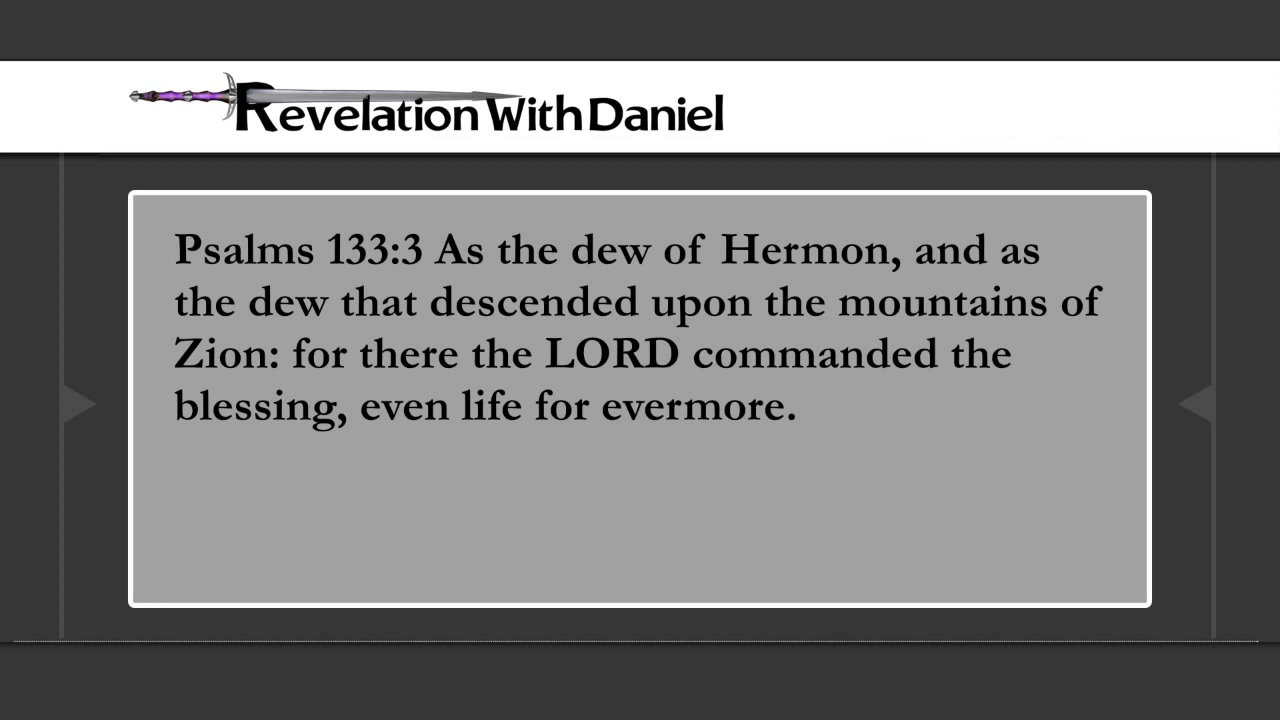 Revelation With Daniel
Psalms 133:3 As the dew of Hermon, and as
the dew that descended upon the mountains of
Zion: for there the LORD commanded the
blessing, even life for evermore.